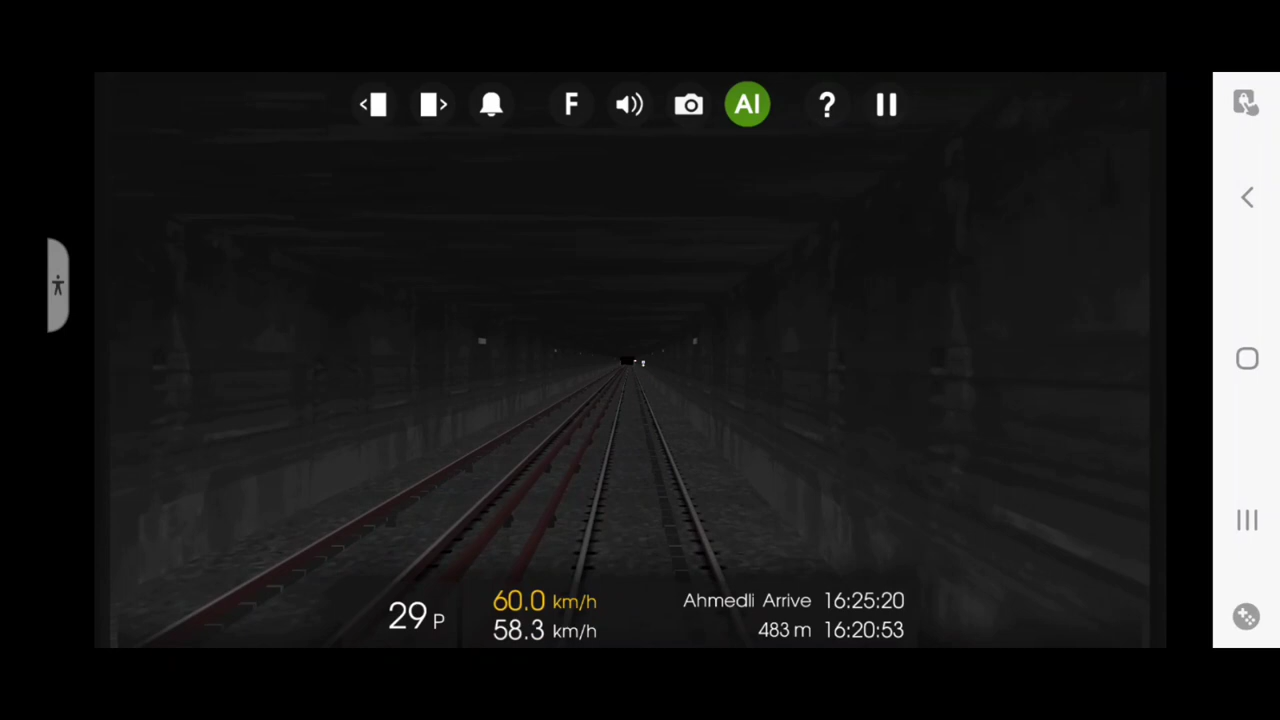 F AI ?
29 P
60.0 km/h
58.3 km/h
Ahmedli Arrive 16:25:20
483 m 16:20:53